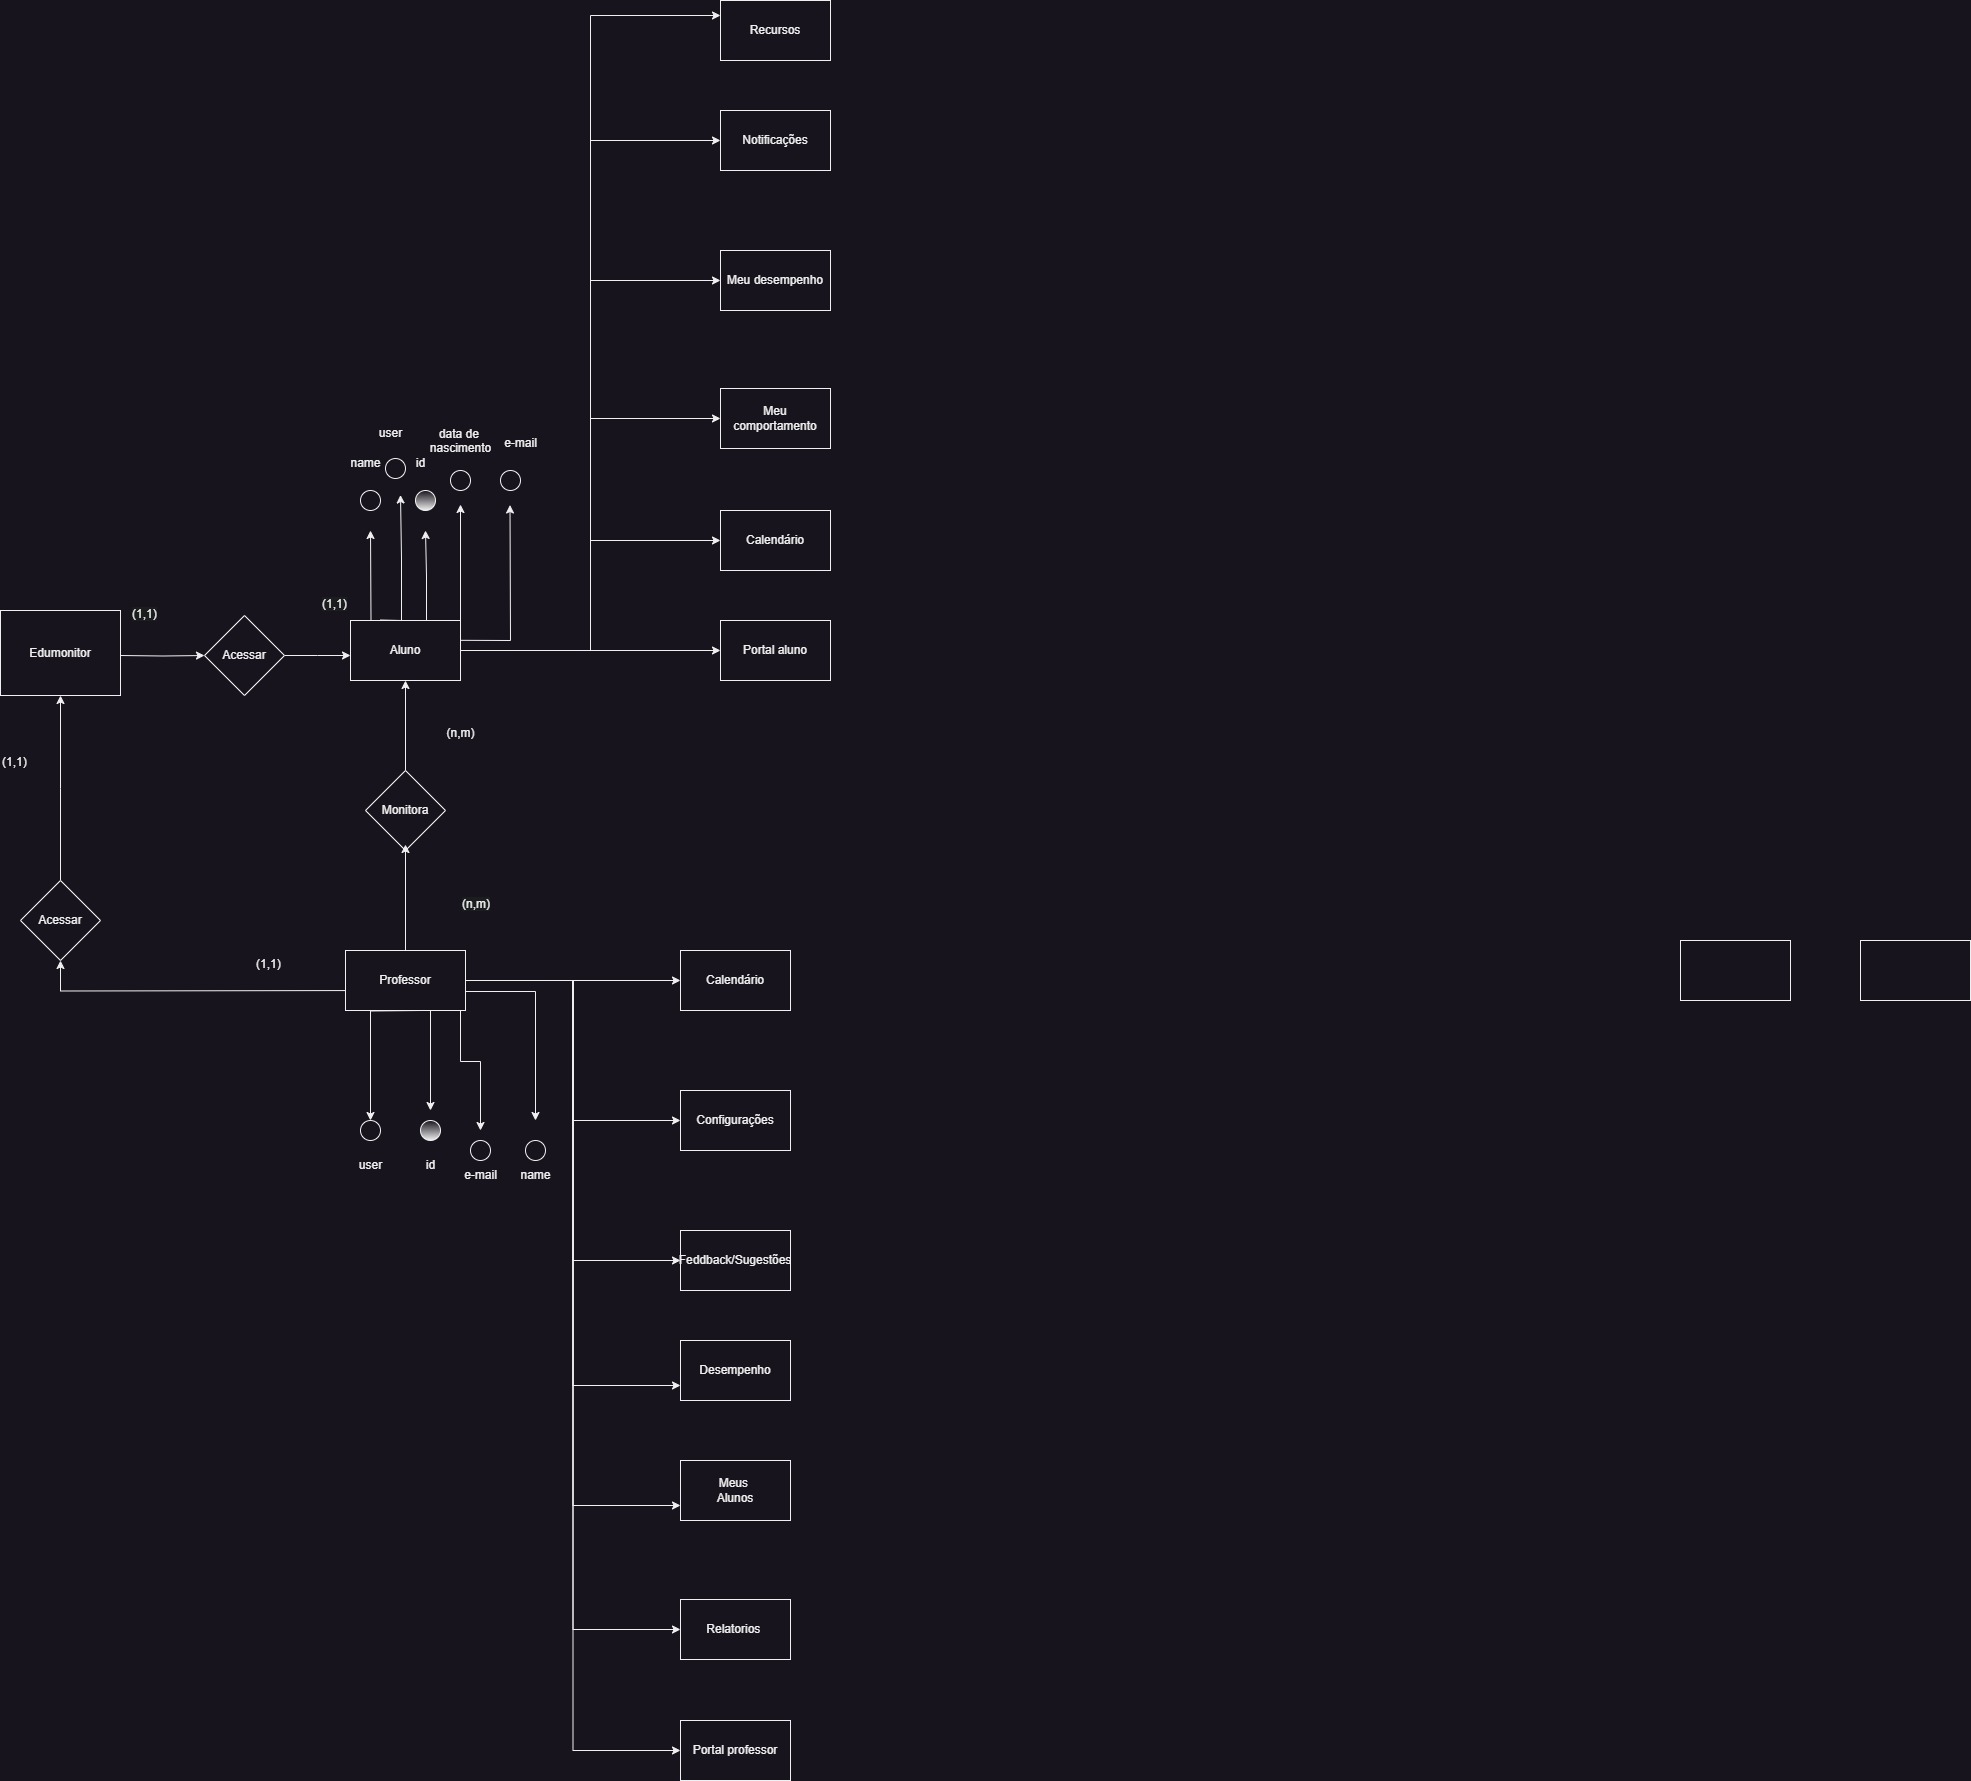 Recursos
Notificações
Meu desempenho
Meu
comportamento
user
data de
nascimento
e-mail
name
id
Calendário
(1,1)
(1,1)
Edumonitor
Acessar
Aluno
Portal aluno
(n,m)
(1,1)
Monitora
(n,m)
Acessar
(1,1)
Professor
Calendário
Configurações
user
id
e-mail
name
Feddback/Sugestões
Desempenho
Meus
Alunos
Relatorios
Portal professor